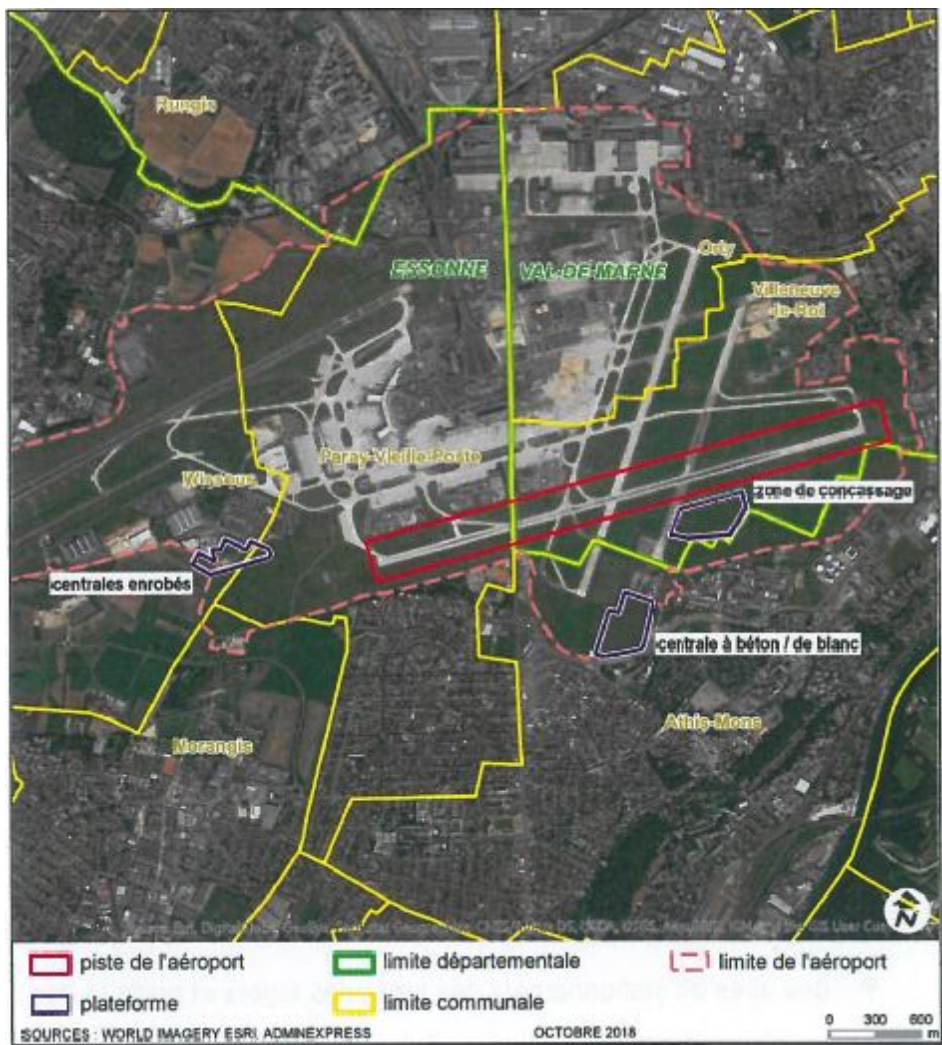 Rungis
ESSONNE
VAL-DE-MARNE
Orly
Villeneuve
-le-Roi
Paray-Vieille-Poste
Wissous
zone de concassage
centrales enrobés
centrale à béton / de blanc
Athis-Mons
Morangis
N
piste de l'aéroport
limite départementale
limite de l'aéroport
plateforme
limite communale
SOURCES : WORLD IMAGERY ESRI, ADMINEXPRESS
OCTOBRE 2018
0 300 600
m